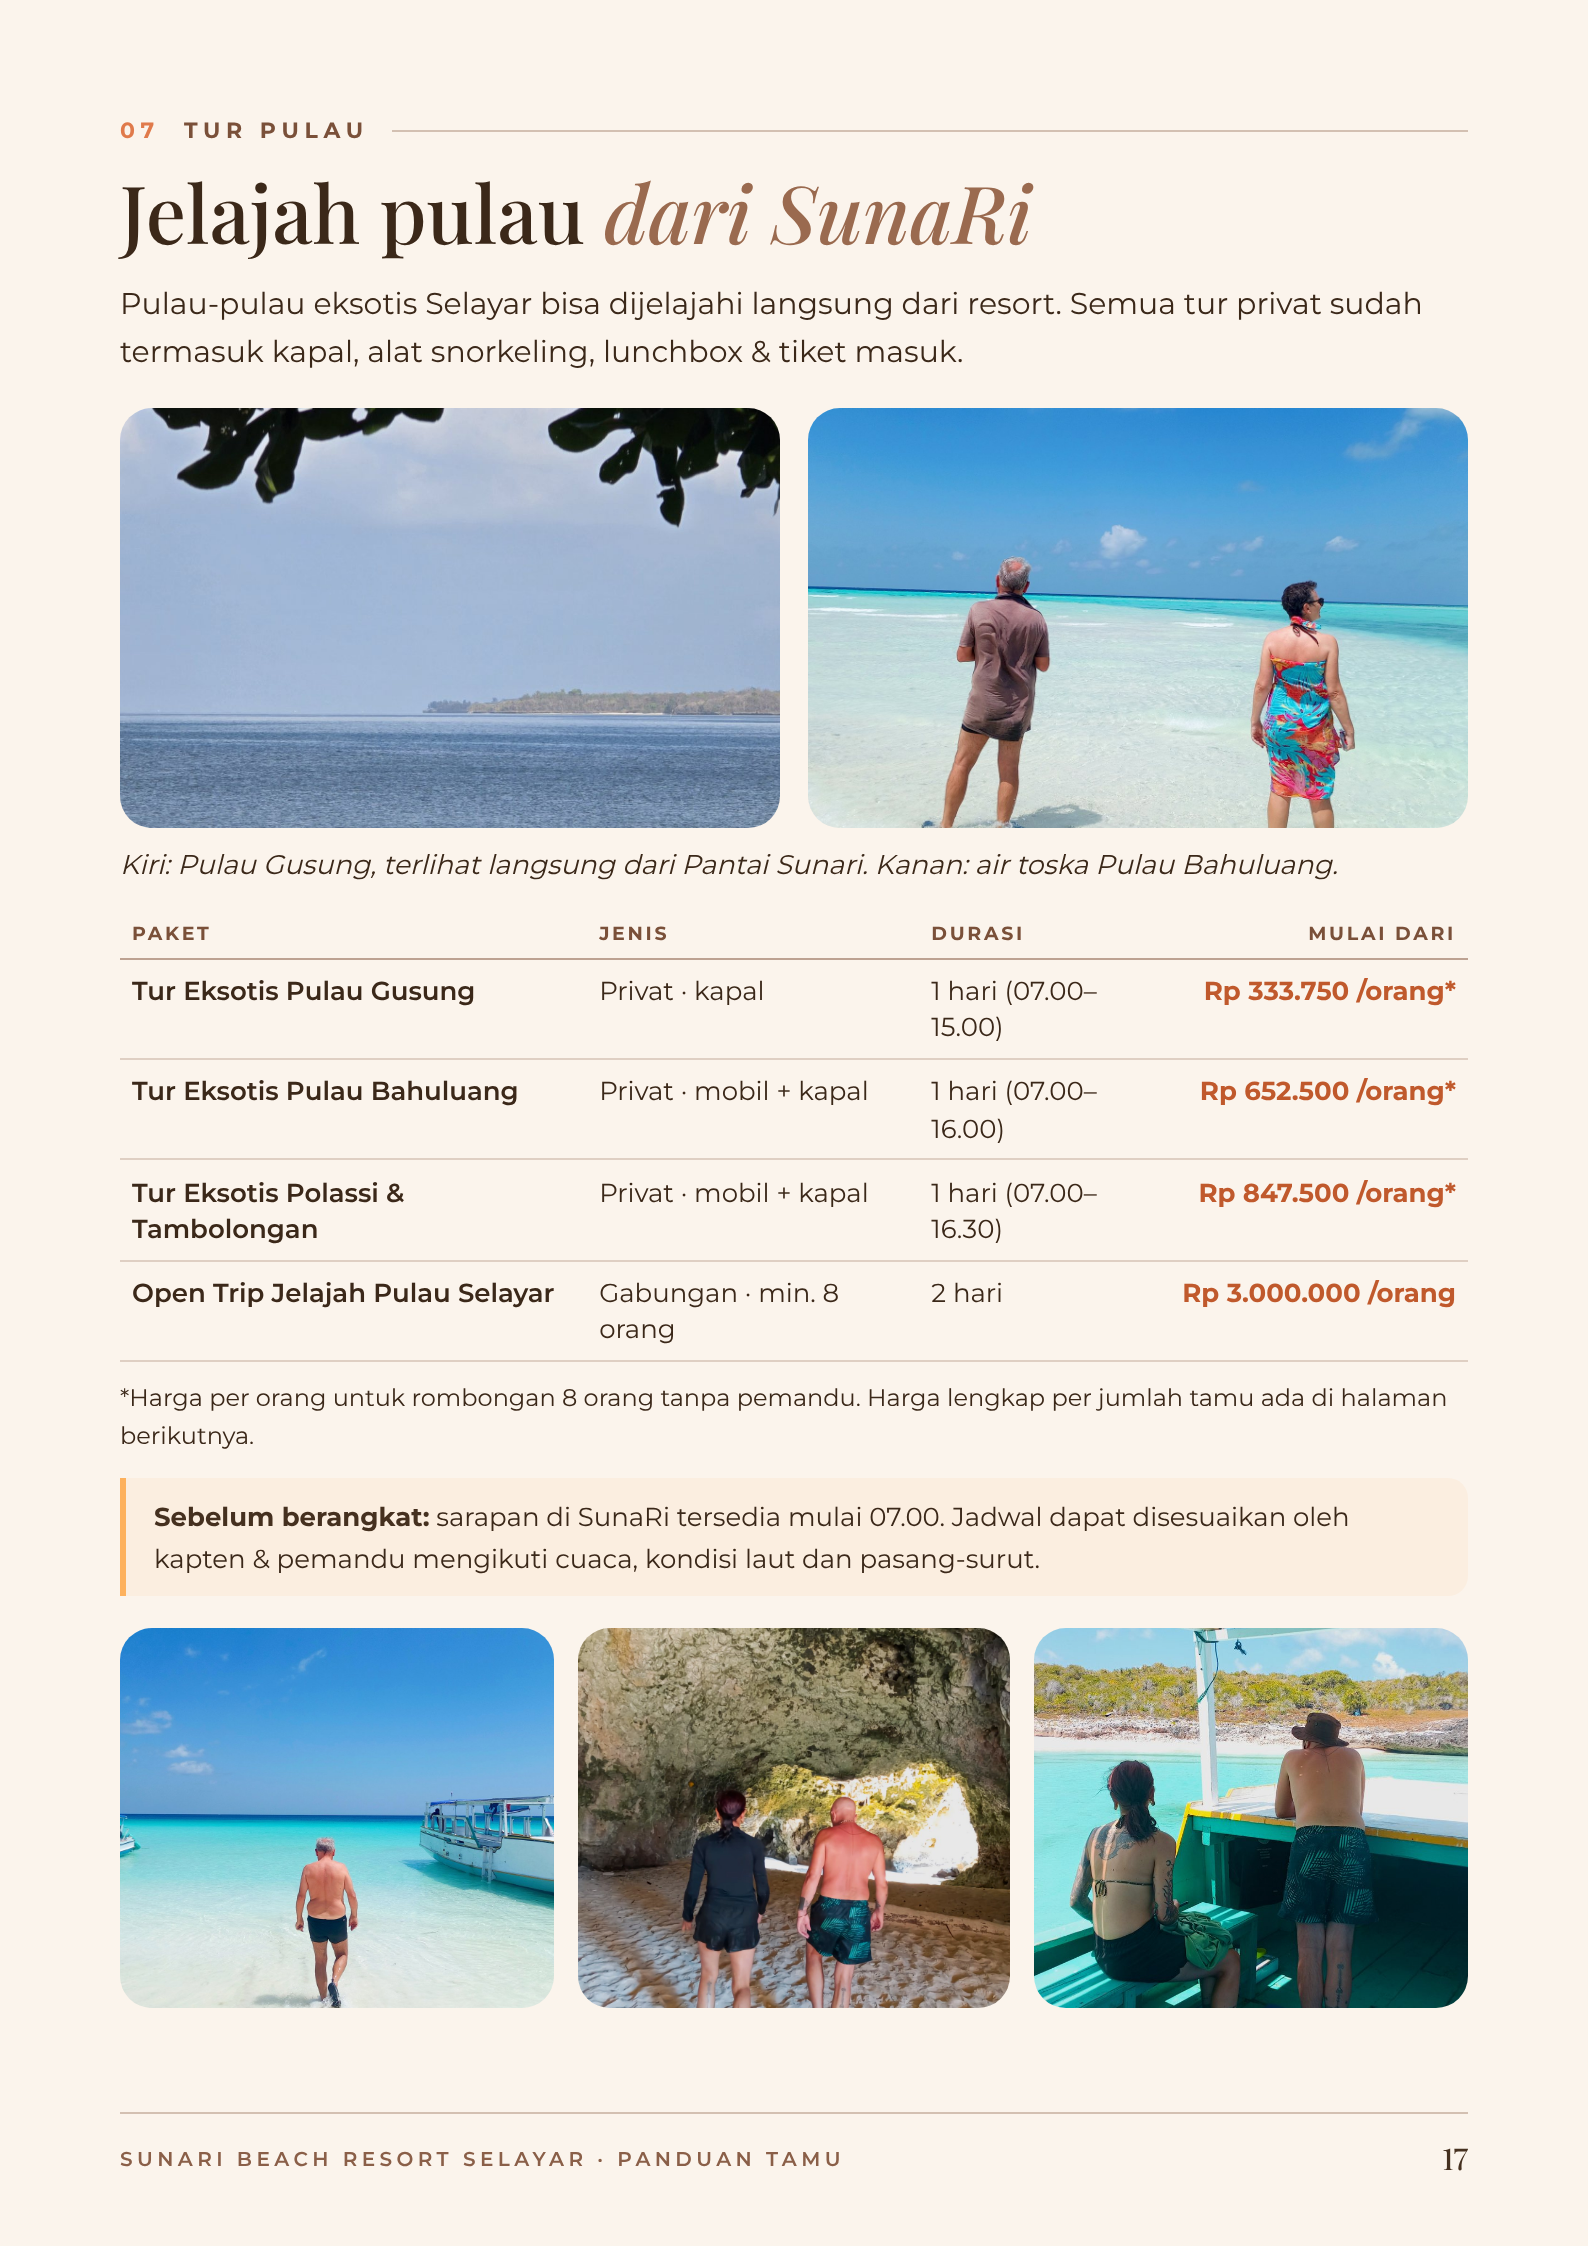 07 TUR PULAU
Jelajah pulau dari SunaRi
Pulau-pulau eksotis Selayar bisa dijelajahi langsung dari resort. Semua tur privat sudah
termasuk kapal, alat snorkeling, lunchbox & tiket masuk.
Kiri: Pulau Gusung, terlihat langsung dari Pantai Sunari. Kanan: air toska Pulau Bahuluang.
PAKET JENIS DURASI MULAI DARI
Tur Eksotis Pulau Gusung Privat · kapal 1 hari (07.00– Rp 333.750 /orang*
15.00)
Tur Eksotis Pulau Bahuluang Privat · mobil + kapal 1 hari (07.00– Rp 652.500 /orang*
16.00)
Tur Eksotis Polassi & Privat · mobil + kapal 1 hari (07.00– Rp 847.500 /orang*
Tambolongan 16.30)
Open Trip Jelajah Pulau Selayar Gabungan · min. 8 2 hari Rp 3.000.000 /orang
orang
*Harga per orang untuk rombongan 8 orang tanpa pemandu. Harga lengkap per jumlah tamu ada di halaman
berikutnya.
Sebelum berangkat: sarapan di SunaRi tersedia mulai 07.00. Jadwal dapat disesuaikan oleh
kapten & pemandu mengikuti cuaca, kondisi laut dan pasang-surut.
SUNARI BEACH RESORT SELAYAR · PANDUAN TAMU 17